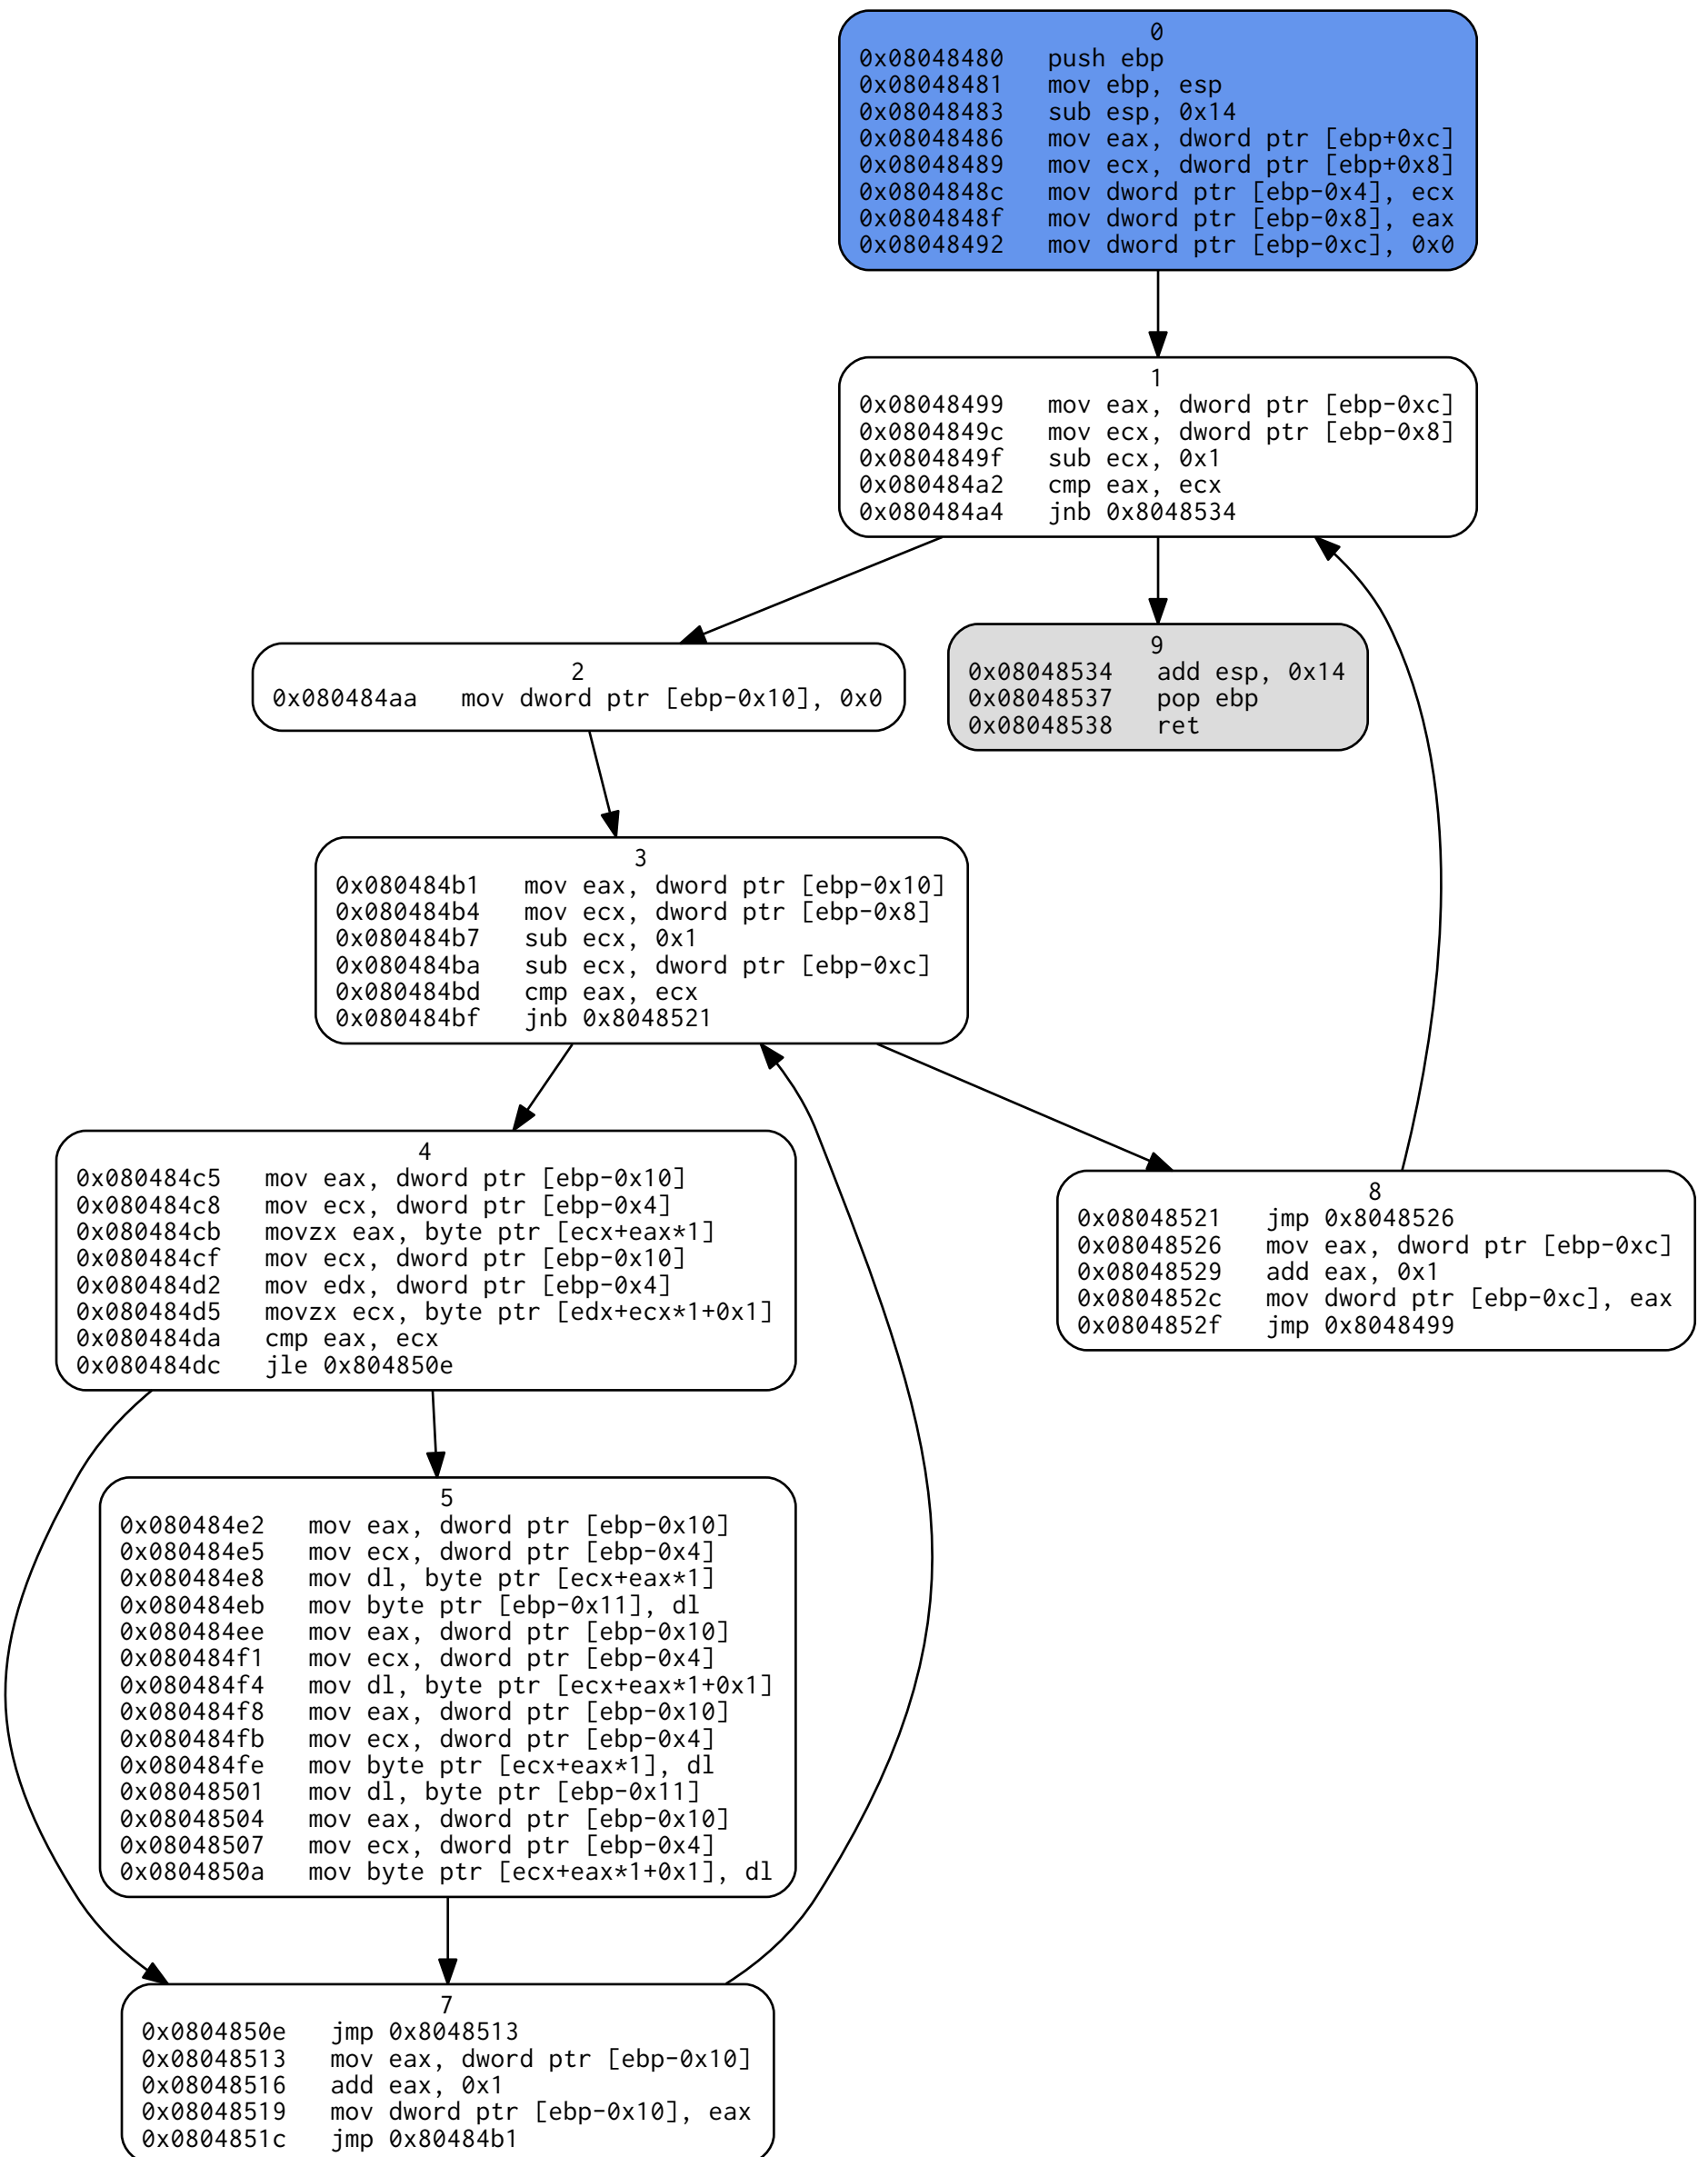 0
0x08048480 push ebp
0x08048481 mov ebp, esp
0x08048483 sub esp, 0x14
0x08048486 mov eax, dword ptr [ebp+0xc]
0x08048489 mov ecx, dword ptr [ebp+0x8]
0x0804848c mov dword ptr [ebp-0x4], ecx
0x0804848f mov dword ptr [ebp-0x8], eax
0x08048492 mov dword ptr [ebp-0xc], 0x0
1
0x08048499 mov eax, dword ptr [ebp-0xc]
0x0804849c mov ecx, dword ptr [ebp-0x8]
0x0804849f sub ecx, 0x1
0x080484a2 cmp eax, ecx
0x080484a4 jnb 0x8048534
2
0x080484aa mov dword ptr [ebp-0x10], 0x0
9
0x08048534 add esp, 0x14
0x08048537 pop ebp
0x08048538 ret
3
0x080484b1 mov eax, dword ptr [ebp-0x10]
0x080484b4 mov ecx, dword ptr [ebp-0x8]
0x080484b7 sub ecx, 0x1
0x080484ba sub ecx, dword ptr [ebp-0xc]
0x080484bd cmp eax, ecx
0x080484bf jnb 0x8048521
4
0x080484c5 mov eax, dword ptr [ebp-0x10]
0x080484c8 mov ecx, dword ptr [ebp-0x4]
0x080484cb movzx eax, byte ptr [ecx+eax*1]
0x080484cf mov ecx, dword ptr [ebp-0x10]
0x080484d2 mov edx, dword ptr [ebp-0x4]
0x080484d5 movzx ecx, byte ptr [edx+ecx*1+0x1]
0x080484da cmp eax, ecx
0x080484dc jle 0x804850e
8
0x08048521 jmp 0x8048526
0x08048526 mov eax, dword ptr [ebp-0xc]
0x08048529 add eax, 0x1
0x0804852c mov dword ptr [ebp-0xc], eax
0x0804852f jmp 0x8048499
5
0x080484e2 mov eax, dword ptr [ebp-0x10]
0x080484e5 mov ecx, dword ptr [ebp-0x4]
0x080484e8 mov dl, byte ptr [ecx+eax*1]
0x080484eb mov byte ptr [ebp-0x11], dl
0x080484ee mov eax, dword ptr [ebp-0x10]
0x080484f1 mov ecx, dword ptr [ebp-0x4]
0x080484f4 mov dl, byte ptr [ecx+eax*1+0x1]
0x080484f8 mov eax, dword ptr [ebp-0x10]
0x080484fb mov ecx, dword ptr [ebp-0x4]
0x080484fe mov byte ptr [ecx+eax*1], dl
0x08048501 mov dl, byte ptr [ebp-0x11]
0x08048504 mov eax, dword ptr [ebp-0x10]
0x08048507 mov ecx, dword ptr [ebp-0x4]
0x0804850a mov byte ptr [ecx+eax*1+0x1], dl
7
0x0804850e jmp 0x8048513
0x08048513 mov eax, dword ptr [ebp-0x10]
0x08048516 add eax, 0x1
0x08048519 mov dword ptr [ebp-0x10], eax
0x0804851c jmp 0x80484b1